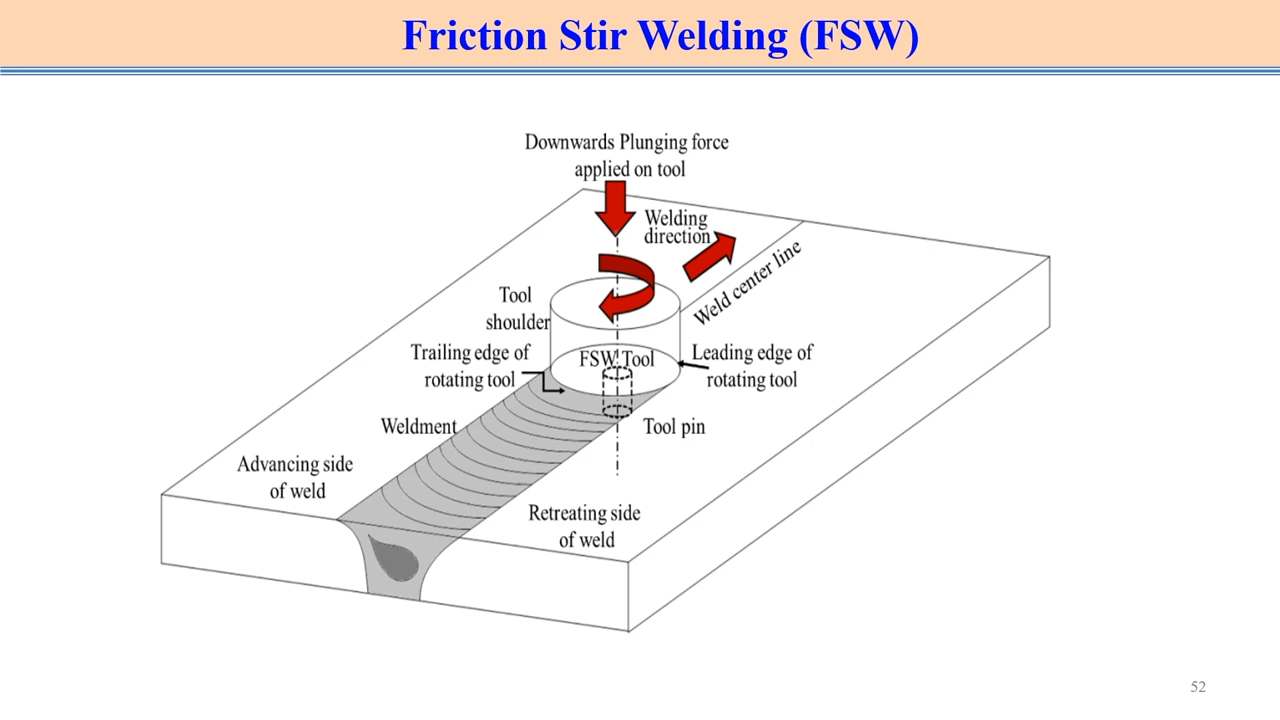 Friction Stir Welding (FSW)
Downwards Plunging force
applied on tool
Welding
direction
Weld center line
Tool
shoulder
Trailing edge of
rotating tool
FSW Tool
Leading edge of
rotating tool
Weldment
Tool pin
Advancing side
of weld
Retreating side
of weld
52